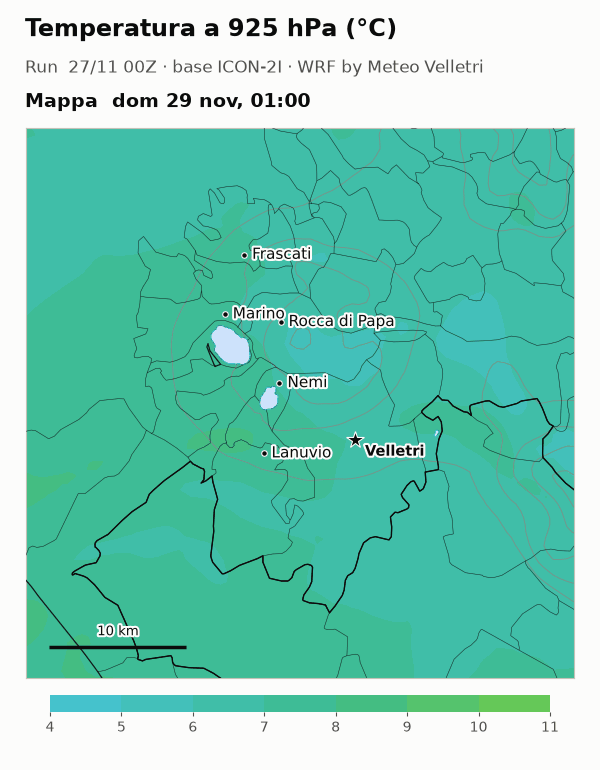 Temperatura a 925 hPa (°C)
Run  27/11 00Z · base ICON-2I · WRF by Meteo Velletri
Mappa  dom 29 nov, 01:00
Frascati
Marino
Rocca di Papa
Nemi
Velletri
Lanuvio
10 km
4 5 6 7 8 9 10 11